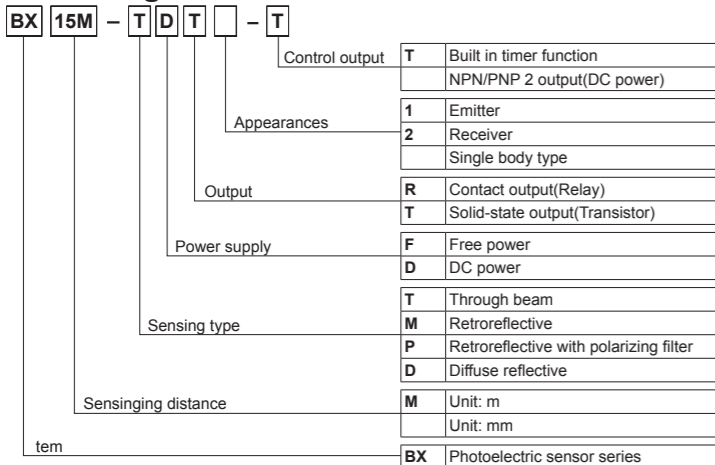 BX 15M – T D T – T
Control output
T Built in timer function
NPN/PNP 2 output(DC power)
Appearances
1 Emitter
2 Receiver
Single body type
Output
R Contact output(Relay)
T Solid-state output(Transistor)
Power supply
F Free power
D DC power
Sensing type
T Through beam
M Retroreflective
P Retroreflective with polarizing filter
D Diffuse reflective
Sensinging distance
M Unit: m
Unit: mm
tem
BX Photoelectric sensor series